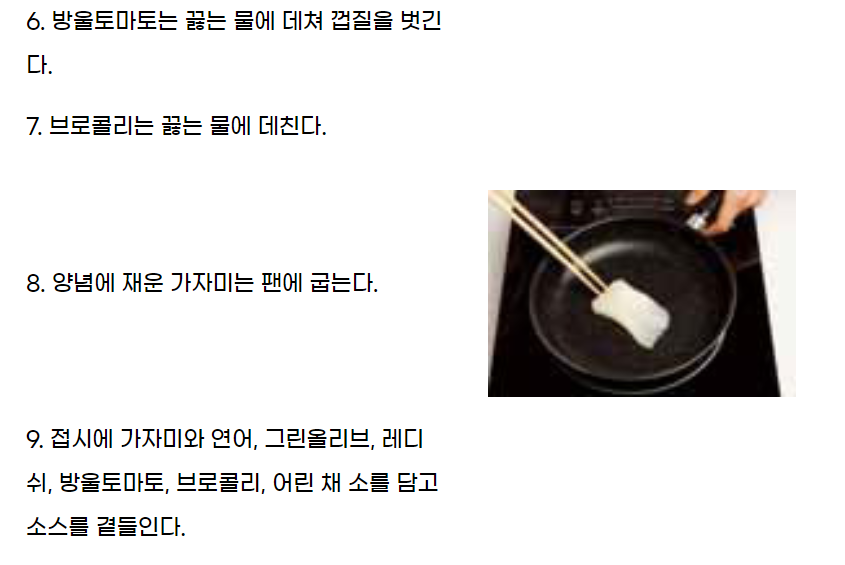 6. 방울토마토는 끓는 물에 데쳐 껍질을 벗긴
다.
7. 브로콜리는 끓는 물에 데친다.
8. 양념에 재운 가자미는 팬에 굽는다.
9. 접시에 가자미와 연어, 그린올리브, 레디
쉬, 방울토마토, 브로콜리, 어린 채 소를 담고
소스를 곁들인다.